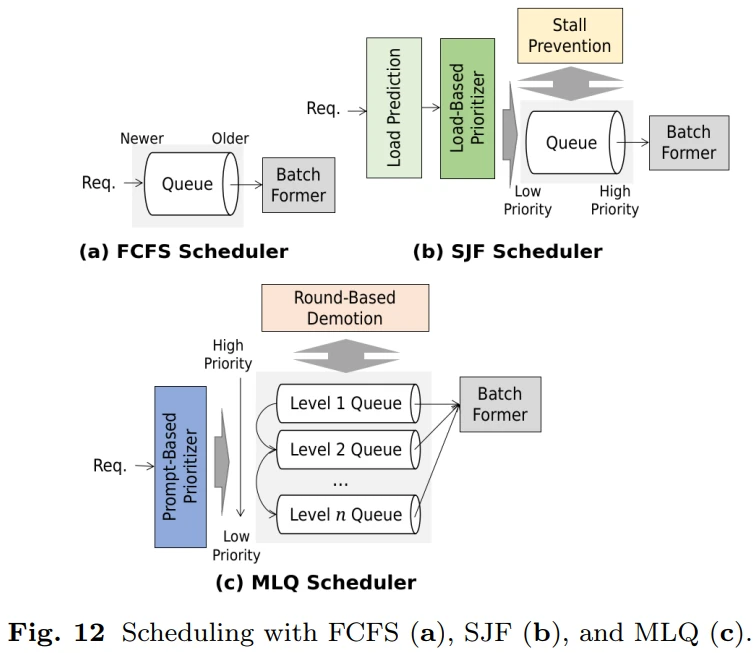 Newer Older
Req. Queue Batch
Former
(a) FCFS Scheduler
Stall
Prevention
Req. Load Prediction Load-Based
Prioritizer Queue Batch
Former
Low
Priority
High
Priority
(b) SJF Scheduler
Round-Based
Demotion
High
Priority
Req. Prompt-Based
Prioritizer
Level 1 Queue
Level 2 Queue
...
Level n Queue
Batch
Former
Low
Priority
(c) MLQ Scheduler
Fig. 12 Scheduling with FCFS (a), SJF (b), and MLQ (c).